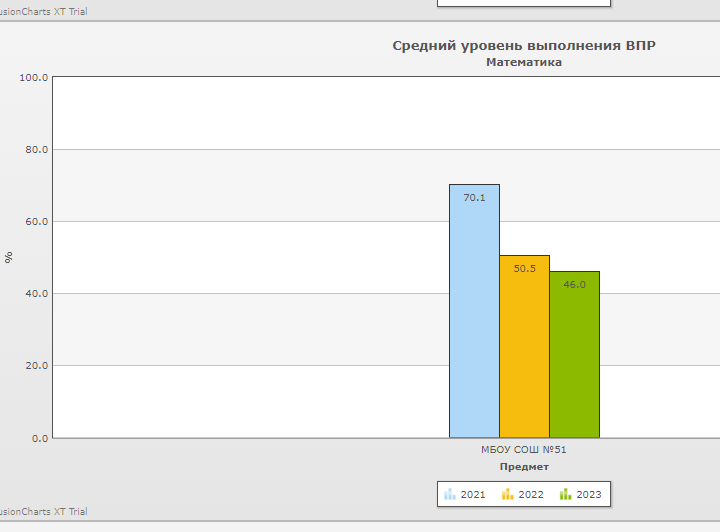 usionCharts XT Trial
Средний уровень выполнения ВПР
Математика
100.0
80.0
60.0
40.0
20.0
0.0
%
70.1
50.5
46.0
МБОУ СОШ №51
Предмет
2021 2022 2023
usionCharts XT Trial